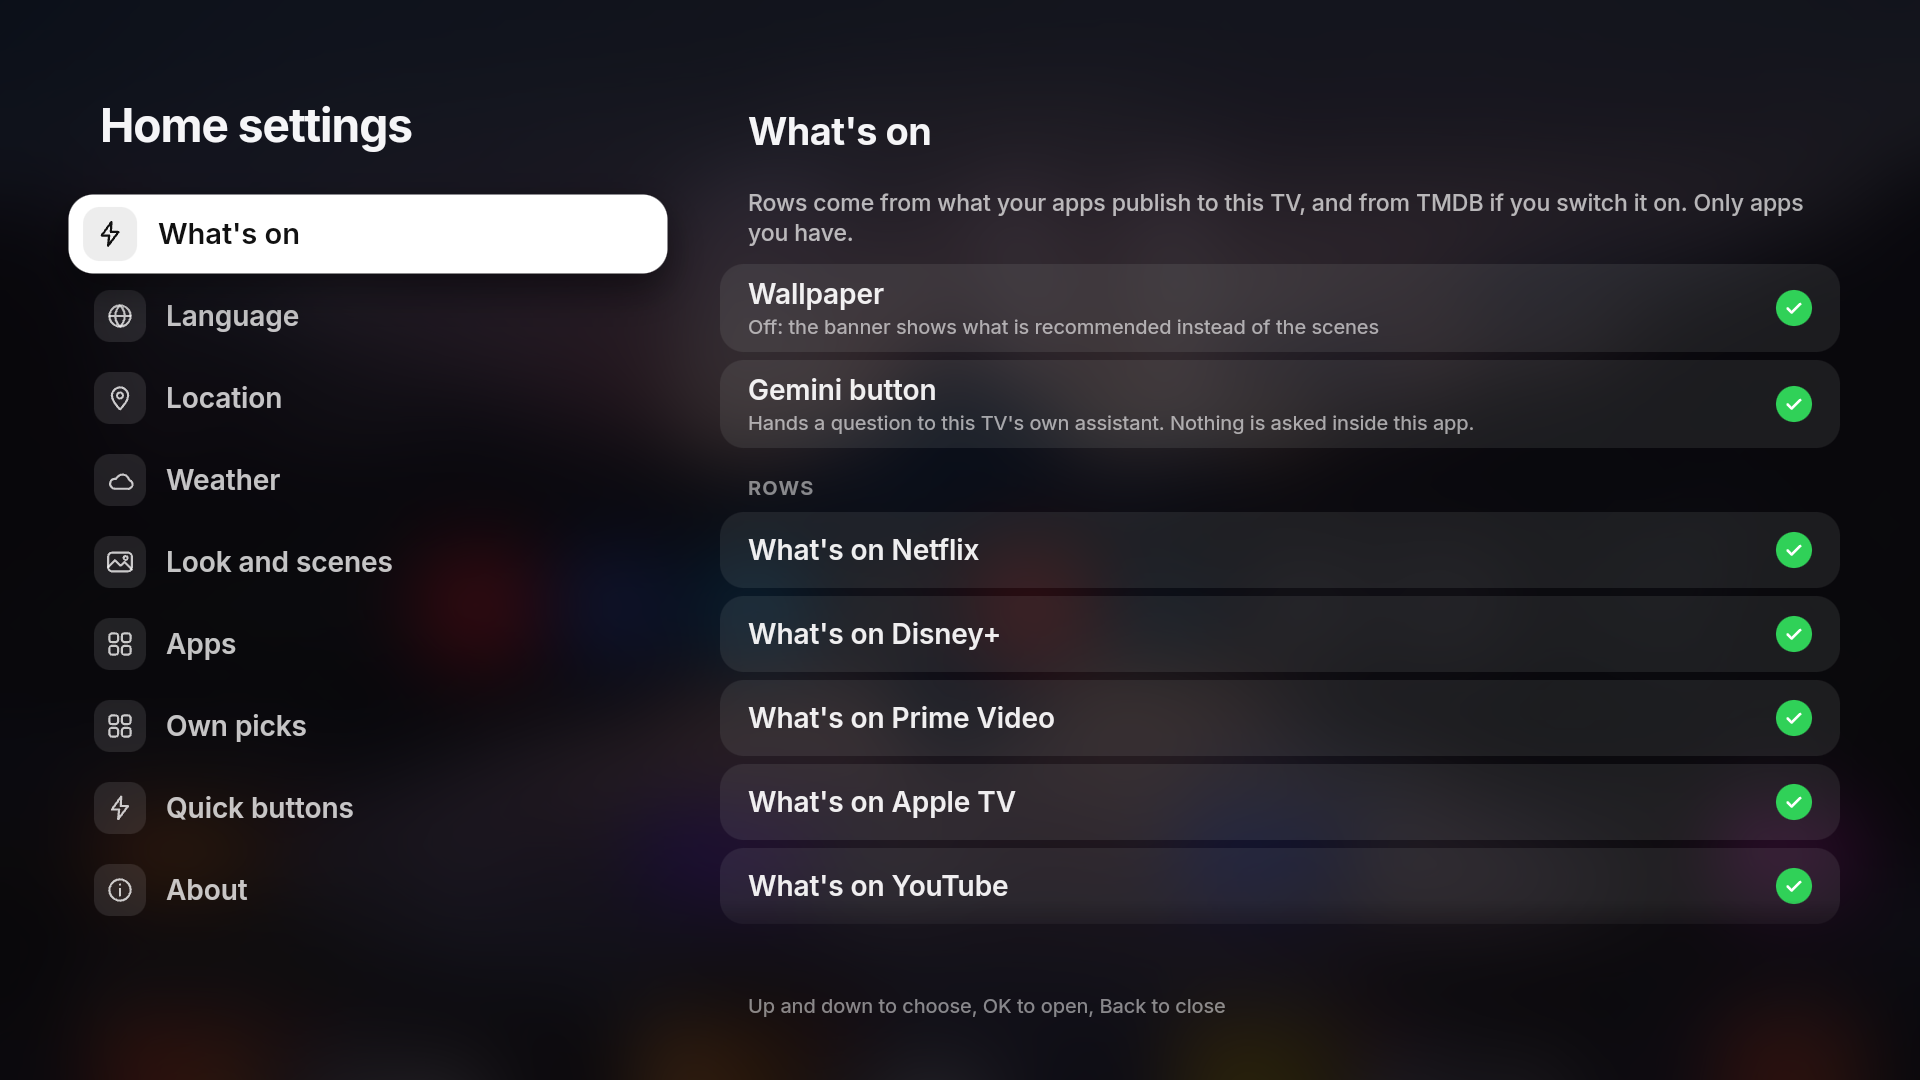 Home settings
What's on
Language
Location
Weather
Look and scenes
Apps
Own picks
Quick buttons
About
What's on
Rows come from what your apps publish to this TV, and from TMDB if you switch it on. Only apps
you have.
Wallpaper
Off: the banner shows what is recommended instead of the scenes
Gemini button
Hands a question to this TV's own assistant. Nothing is asked inside this app.
ROWS
What's on Netflix
What's on Disney+
What's on Prime Video
What's on Apple TV
What's on YouTube
Up and down to choose, OK to open, Back to close